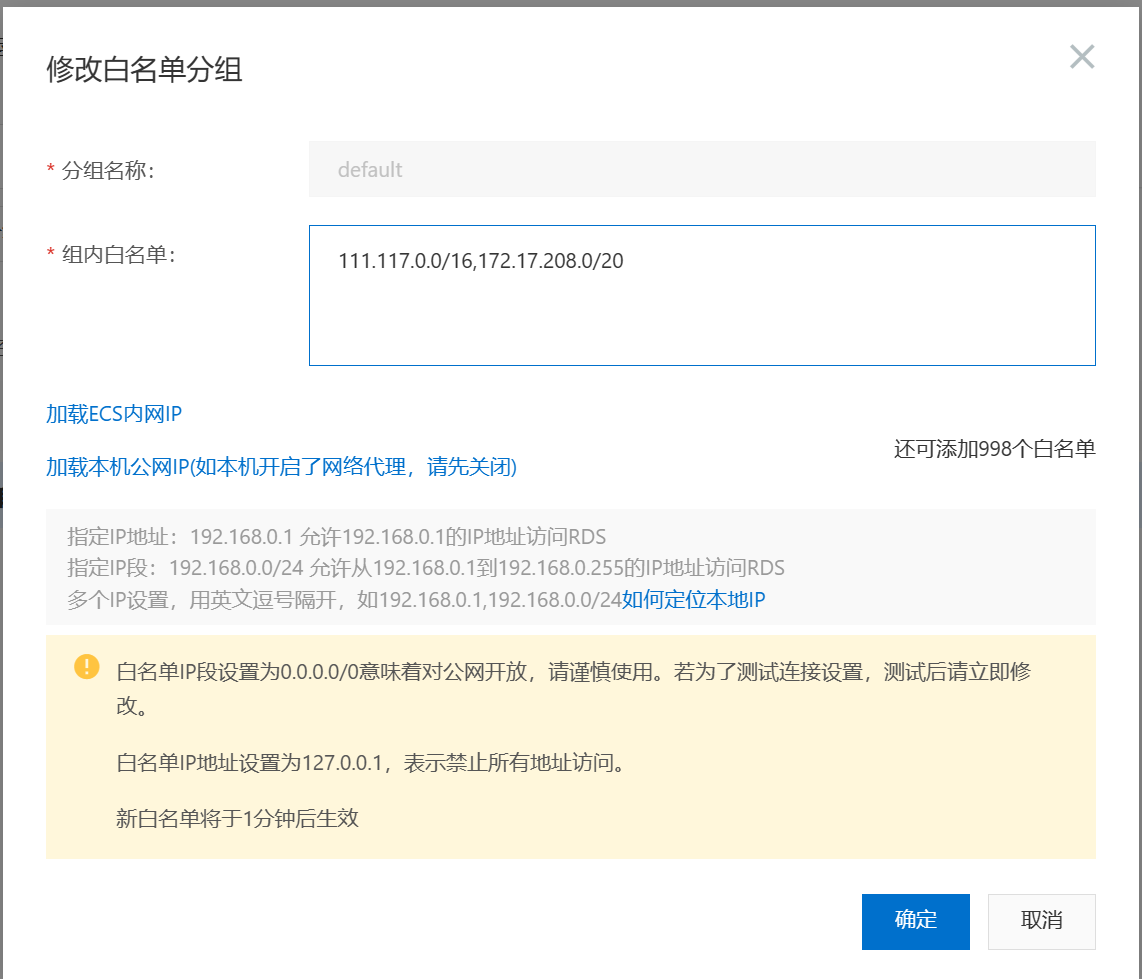 修改白名单分组
* 分组名称：
default
* 组内白名单：
111.117.0.0/16,172.17.208.0/20
加载ECS内网IP
还可添加998个白名单
加载本机公网IP(如本机开启了网络代理，请先关闭)
指定IP地址：192.168.0.1 允许192.168.0.1的IP地址访问RDS
指定IP段：192.168.0.0/24 允许从192.168.0.1到192.168.0.255的IP地址访问RDS
多个IP设置，用英文逗号隔开，如192.168.0.1,192.168.0.0/24如何定位本地IP
白名单IP段设置为0.0.0.0/0意味着对公网开放，请谨慎使用。若为了测试连接设置，测试后请立即修
改。
白名单IP地址设置为127.0.0.1，表示禁止所有地址访问。
新白名单将于1分钟后生效
确定
取消